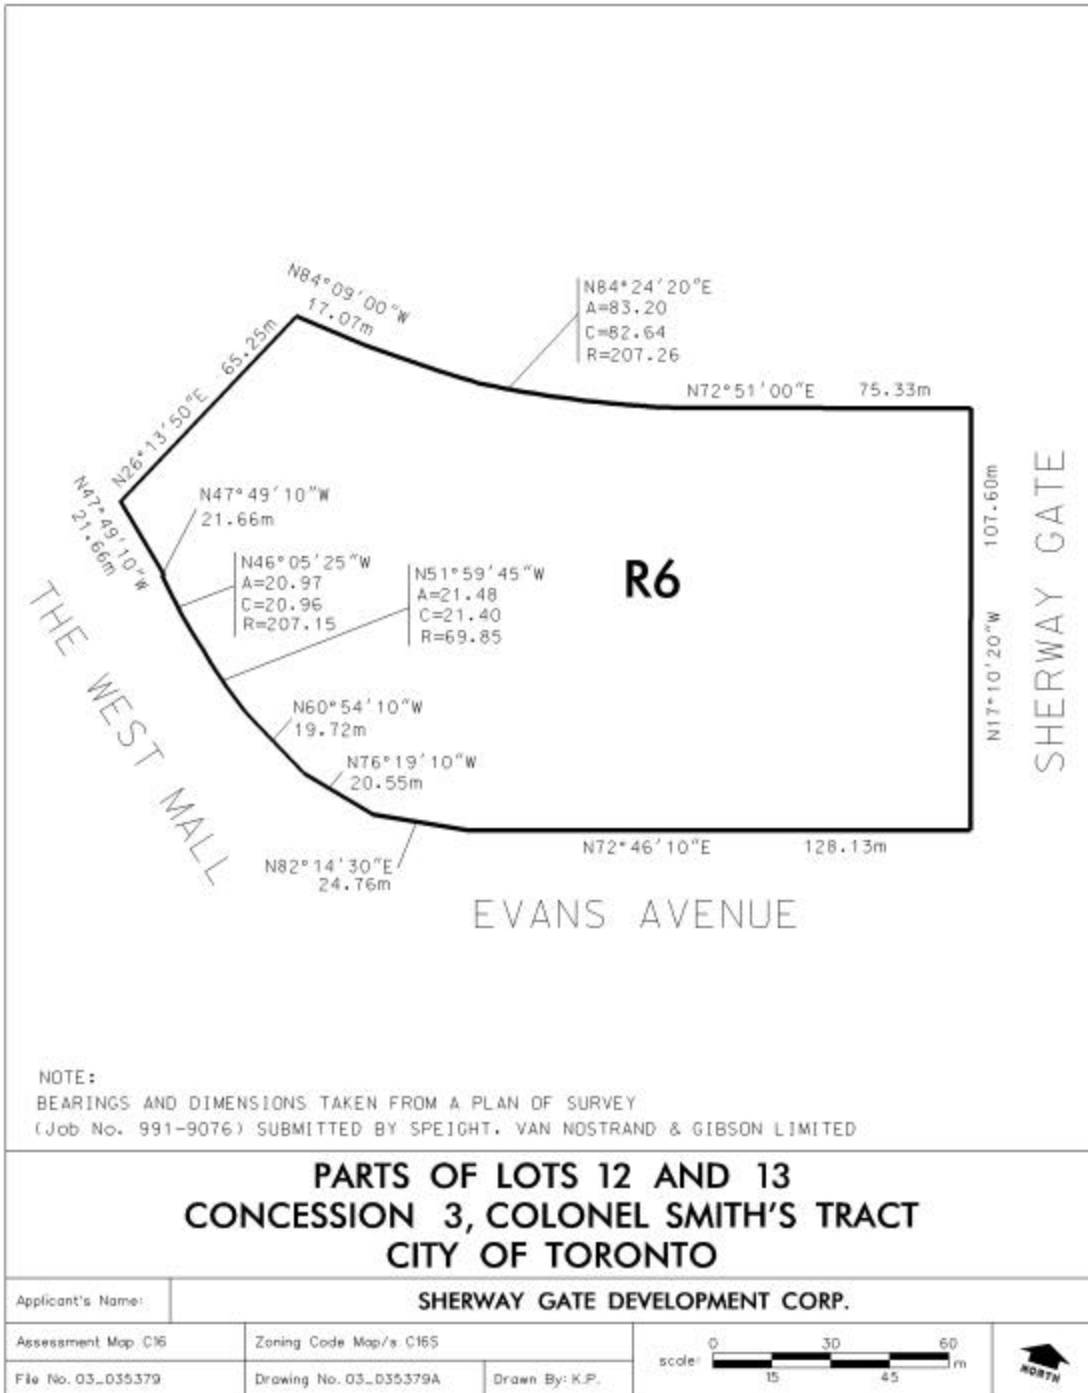 N84°09'00"W
17.07m
N84°24'20"E
A=83.20
C=82.64
R=207.26
N26°13'50"E 65.25m
N72°51'00"E 75.33m
N47°49'10"W
21.66m
N47°49'10"W
21.66m
N46°05'25"W
A=20.97
C=20.96
R=207.15
N51°59'45"W
A=21.48
C=21.40
R=69.85
R6
N17°10'20"W 107.60m
SHERWAY GATE
THE WEST MALL
N60°54'10"W
19.72m
N76°19'10"W
20.55m
N82°14'30"E
24.76m
N72°46'10"E 128.13m
EVANS AVENUE
NOTE:
BEARINGS AND DIMENSIONS TAKEN FROM A PLAN OF SURVEY
(Job No. 991-9076) SUBMITTED BY SPEIGHT. VAN NOSTRAND & GIBSON LIMITED
PARTS OF LOTS 12 AND 13
CONCESSION 3, COLONEL SMITH'S TRACT
CITY OF TORONTO
Applicant's Name: SHERWAY GATE DEVELOPMENT CORP.
Assessment Map C16 Zoning Code Map/s C16S
File No. 03_035379 Drawing No. 03_035379A Drawn By: K.P.
0 30 60
scale: m
15 45
NORTH